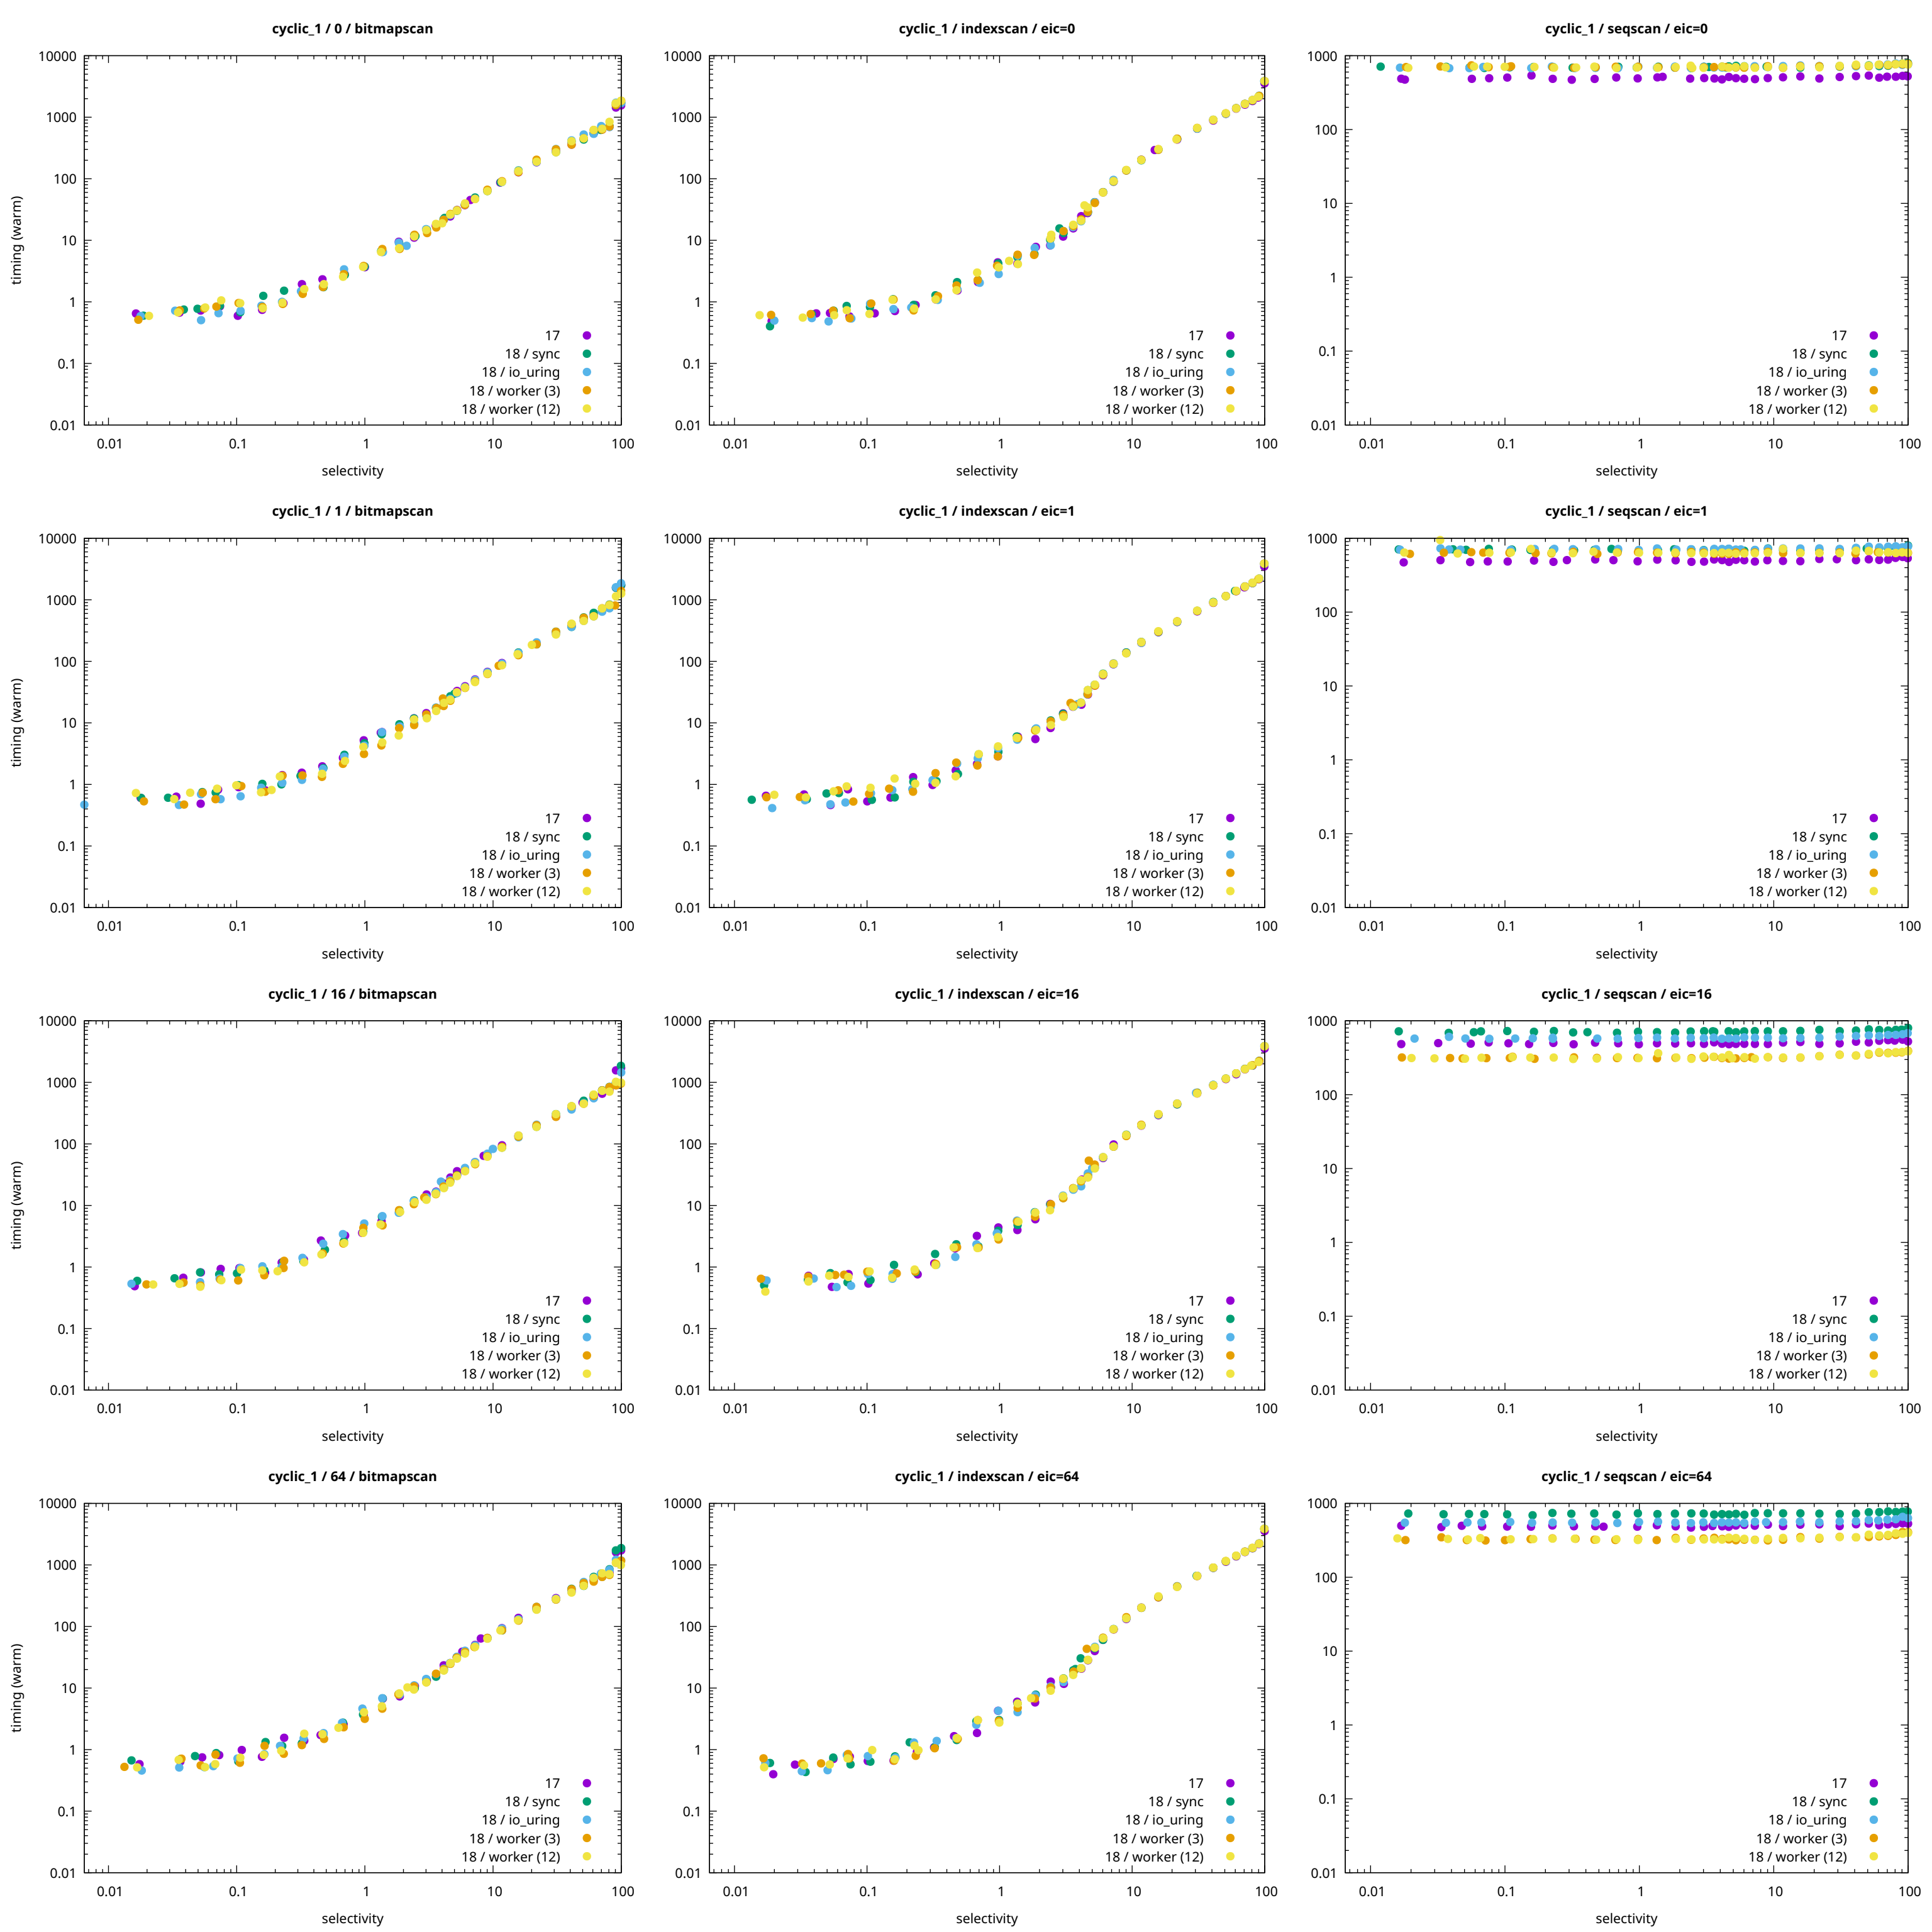 cyclic_1 / 0 / bitmapscan
timing (warm)
10000
1000
100
10
1
0.1
0.01
17
18 / sync
18 / io_uring
18 / worker (3)
18 / worker (12)
0.01 0.1 1 10 100
selectivity
cyclic_1 / indexscan / eic=0
10000
1000
100
10
1
0.1
0.01
17
18 / sync
18 / io_uring
18 / worker (3)
18 / worker (12)
0.01 0.1 1 10 100
selectivity
cyclic_1 / seqscan / eic=0
1000
100
10
1
0.1
0.01
17
18 / sync
18 / io_uring
18 / worker (3)
18 / worker (12)
0.01 0.1 1 10 100
selectivity
cyclic_1 / 1 / bitmapscan
timing (warm)
10000
1000
100
10
1
0.1
0.01
17
18 / sync
18 / io_uring
18 / worker (3)
18 / worker (12)
0.01 0.1 1 10 100
selectivity
cyclic_1 / indexscan / eic=1
10000
1000
100
10
1
0.1
0.01
17
18 / sync
18 / io_uring
18 / worker (3)
18 / worker (12)
0.01 0.1 1 10 100
selectivity
cyclic_1 / seqscan / eic=1
1000
100
10
1
0.1
0.01
17
18 / sync
18 / io_uring
18 / worker (3)
18 / worker (12)
0.01 0.1 1 10 100
selectivity
cyclic_1 / 16 / bitmapscan
timing (warm)
10000
1000
100
10
1
0.1
0.01
17
18 / sync
18 / io_uring
18 / worker (3)
18 / worker (12)
0.01 0.1 1 10 100
selectivity
cyclic_1 / indexscan / eic=16
10000
1000
100
10
1
0.1
0.01
17
18 / sync
18 / io_uring
18 / worker (3)
18 / worker (12)
0.01 0.1 1 10 100
selectivity
cyclic_1 / seqscan / eic=16
1000
100
10
1
0.1
0.01
17
18 / sync
18 / io_uring
18 / worker (3)
18 / worker (12)
0.01 0.1 1 10 100
selectivity
cyclic_1 / 64 / bitmapscan
timing (warm)
10000
1000
100
10
1
0.1
0.01
17
18 / sync
18 / io_uring
18 / worker (3)
18 / worker (12)
0.01 0.1 1 10 100
selectivity
cyclic_1 / indexscan / eic=64
10000
1000
100
10
1
0.1
0.01
17
18 / sync
18 / io_uring
18 / worker (3)
18 / worker (12)
0.01 0.1 1 10 100
selectivity
cyclic_1 / seqscan / eic=64
1000
100
10
1
0.1
0.01
17
18 / sync
18 / io_uring
18 / worker (3)
18 / worker (12)
0.01 0.1 1 10 100
selectivity